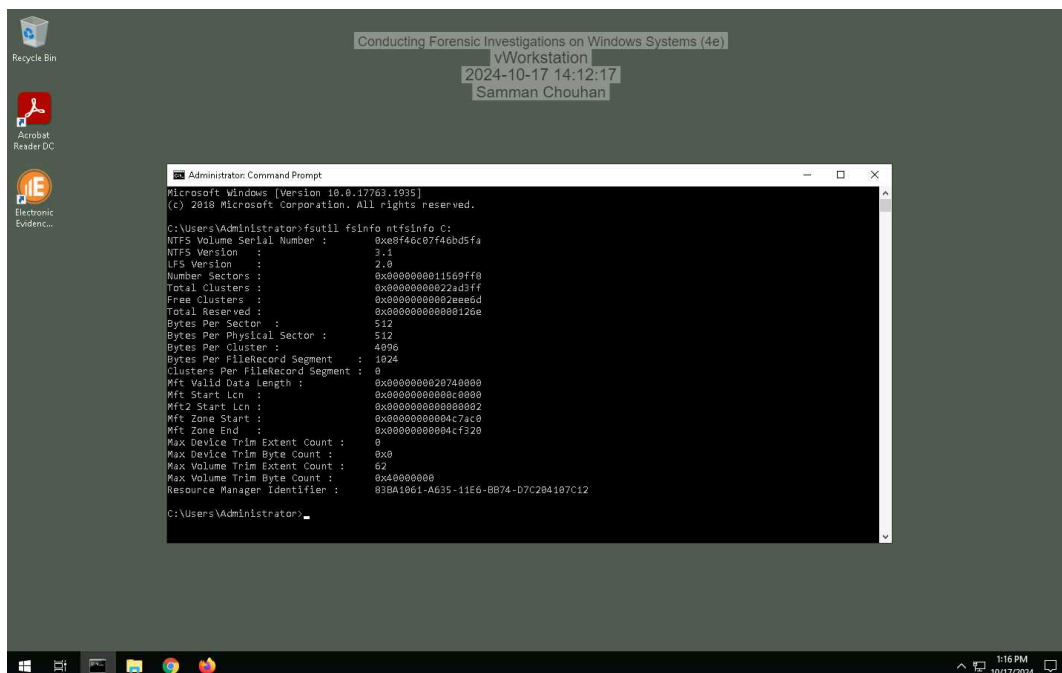 Recycle Bin
Acrobat
Reader DC
Electronic
Evidenc...
Conducting Forensic Investigations on Windows Systems (4e)
vWorkstation
2024-10-17 14:12:17
Samman Chouhan
Administrator: Command Prompt
Microsoft Windows [Version 10.0.17763.1935]
(c) 2018 Microsoft Corporation. All rights reserved.
C:\Users\Administrator>fsutil fsinfo ntfsinfo C:
NTFS Volume Serial Number : 0xe8f46c07f46bd5fa
NTFS Version : 3.1
LFS Version : 2.0
Number Sectors : 0x0000000011569ff8
Total Clusters : 0x00000000022ad3ff
Free Clusters : 0x0000000002eee6d
Total Reserved : 0x000000000000126e
Bytes Per Sector : 512
Bytes Per Physical Sector : 512
Bytes Per Cluster : 4096
Bytes Per FileRecord Segment : 1024
Clusters Per FileRecord Segment : 0
Mft Valid Data Length : 0x0000000020740000
Mft Start Lcn : 0x00000000000c0000
Mft2 Start Lcn : 0x0000000000000002
Mft Zone Start : 0x00000000004c7ac0
Mft Zone End : 0x00000000004cf320
Max Device Trim Extent Count : 0
Max Device Trim Byte Count : 0x0
Max Volume Trim Extent Count : 62
Max Volume Trim Byte Count : 0x40000000
Resource Manager Identifier : 83BA1061-A635-11E6-BB74-D7C204107C12
C:\Users\Administrator>
1:16 PM
10/17/2024